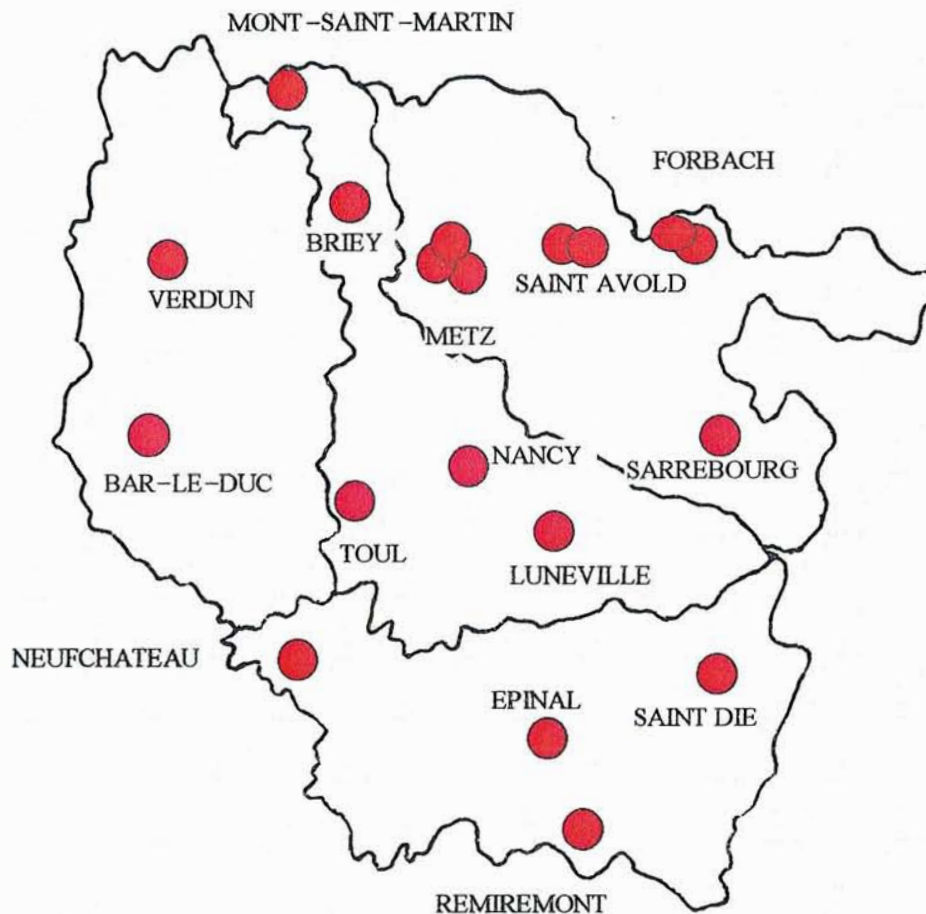 MONT-SAINT-MARTIN
FORBACH
BRIEY
SAINT AVOLD
VERDUN
METZ
NANCY
SARREBOURG
BAR-LE-DUC
TOUL
LUNEVILLE
NEUFCHATEAU
EPINAL
SAINT DIE
REMIREMONT